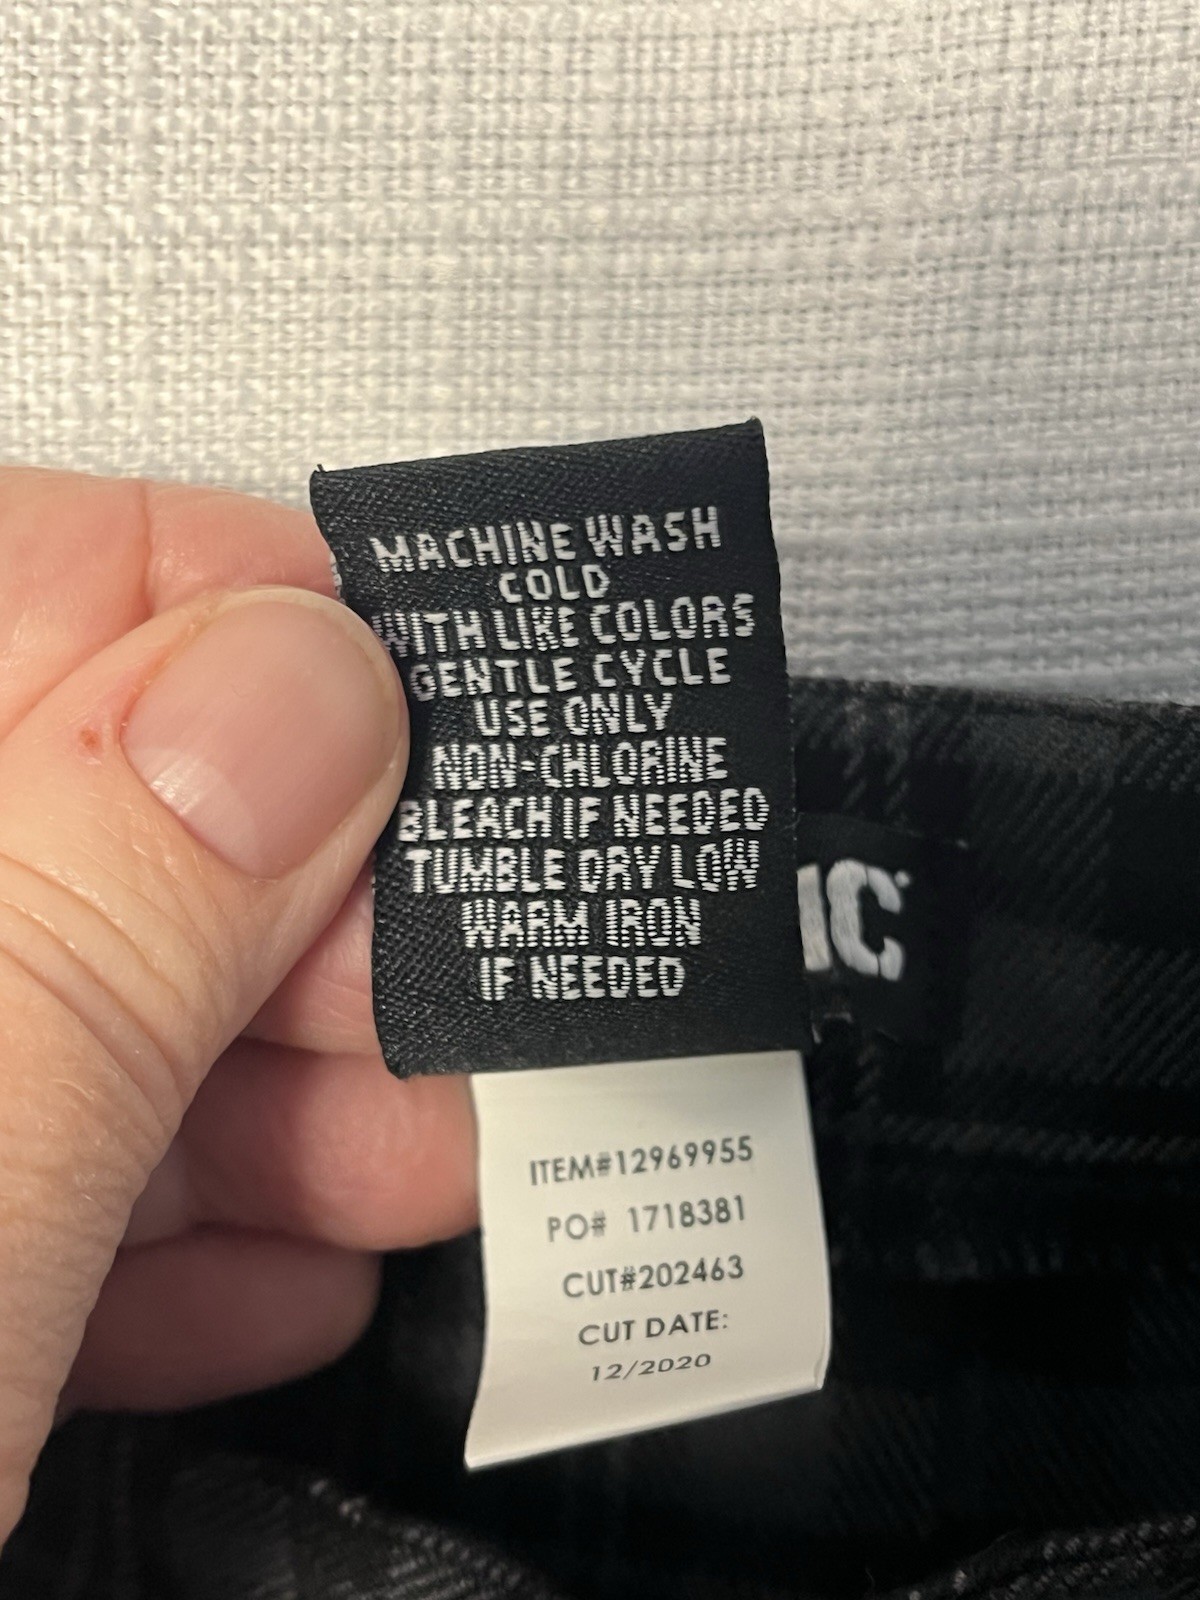 MACHINE WASH
COLD
WITH LIKE COLORS
GENTLE CYCLE
USE ONLY
NON-CHLORINE
BLEACH IF NEEDED
TUMBLE DRY LOW
WARM IRON
IF NEEDED
ITEM#12969955
PO# 1718381
CUT#202463
CUT DATE:
12/2020